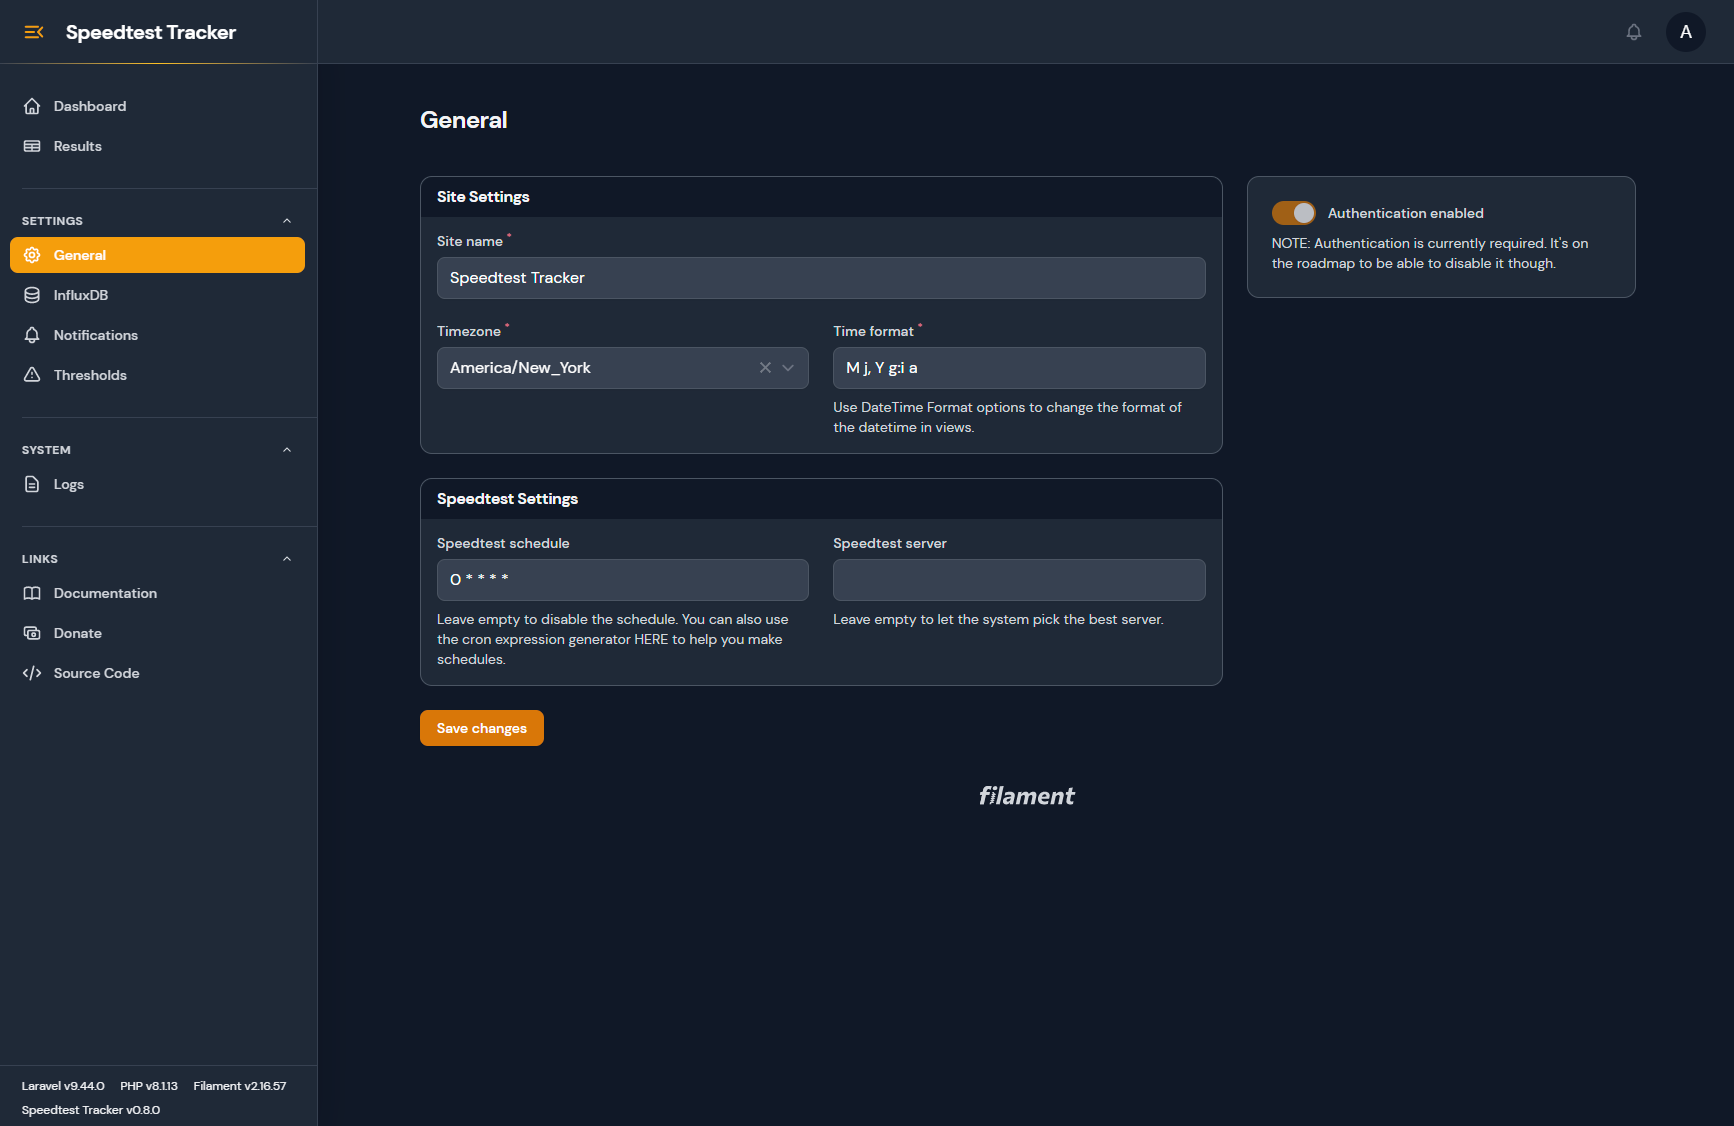 Speedtest Tracker
A
Dashboard
Results
SETTINGS
General
InfluxDB
Notifications
Thresholds
SYSTEM
Logs
LINKS
Documentation
Donate
Source Code
Laravel v9.44.0 PHP v8.1.13 Filament v2.16.57
Speedtest Tracker v0.8.0
General
Site Settings
Site name *
Speedtest Tracker
Timezone *
America/New_York
Time format *
M j, Y g:i a
Use DateTime Format options to change the format of
the datetime in views.
Speedtest Settings
Speedtest schedule
0 * * * *
Leave empty to disable the schedule. You can also use
the cron expression generator HERE to help you make
schedules.
Speedtest server
Leave empty to let the system pick the best server.
Save changes
Authentication enabled
NOTE: Authentication is currently required. It's on
the roadmap to be able to disable it though.
filament